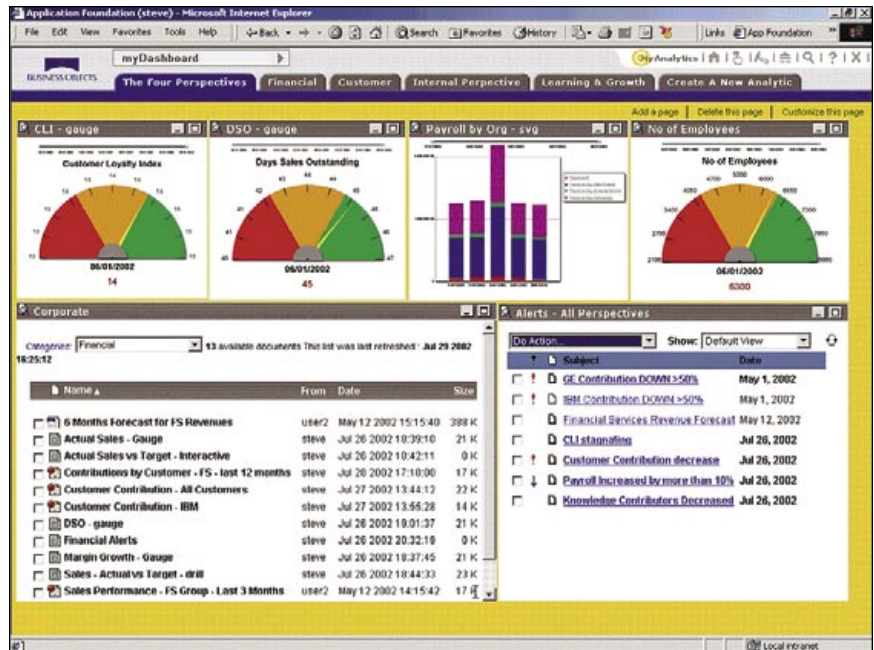 Application Foundation (steve) - Microsoft Internet Explorer
File Edit View Favorites Tools Help Back Search Favorites History Links App Foundation
myDashboard
myAnalytics
BUSINESS OBJECTS
The Four Perspectives Financial Customer Internal Perpective Learning & Growth Create A New Analytic
Add a page | Delete this page | Customize this page
CLI - gauge
Customer Loyalty Index
06/01/2002
14
DSO - gauge
Days Sales Outstanding
06/01/2002
45
Payroll by Org - svg
No of Employees
No of Employees
06/01/2002
6300
Corporate
Categories: Financial 13 available documents This list was last refreshed : Jul 29 2002
16:25:12
Name From Date Size
6 Months Forecast for FS Revenues user2 May 12 2002 15:15:40 388 K
Actual Sales - Gauge steve Jul 26 2002 18:39:10 21 K
Actual Sales vs Target - Interactive steve Jul 26 2002 18:42:11 0 K
Contributions by Customer - FS - last 12 months steve Jul 26 2002 17:18:00 17 K
Customer Contribution - All Customers steve Jul 27 2002 13:44:12 22 K
Customer Contribution - IBM steve Jul 27 2002 13:56:28 14 K
DSO - gauge steve Jul 26 2002 19:01:37 21 K
Financial Alerts steve Jul 26 2002 20:32:19 0 K
Margin Growth - Gauge steve Jul 26 2002 18:37:45 21 K
Sales - Actual vs Target - drill steve Jul 26 2002 18:44:33 23 K
Sales Performance - FS Group - Last 3 Months user2 May 12 2002 14:15:42 17 K
Alerts - All Perspectives
Do Action... Show: Default View
Subject Date
GE Contribution DOWN >50% May 1, 2002
IBM Contribution DOWN >50% May 1, 2002
Financial Services Revenue Forecast May 12, 2002
CLI stagnating Jul 26, 2002
Customer Contribution decrease Jul 26, 2002
Payroll Increased by more than 10% Jul 26, 2002
Knowledge Contributors Decreased Jul 26, 2002
Local intranet